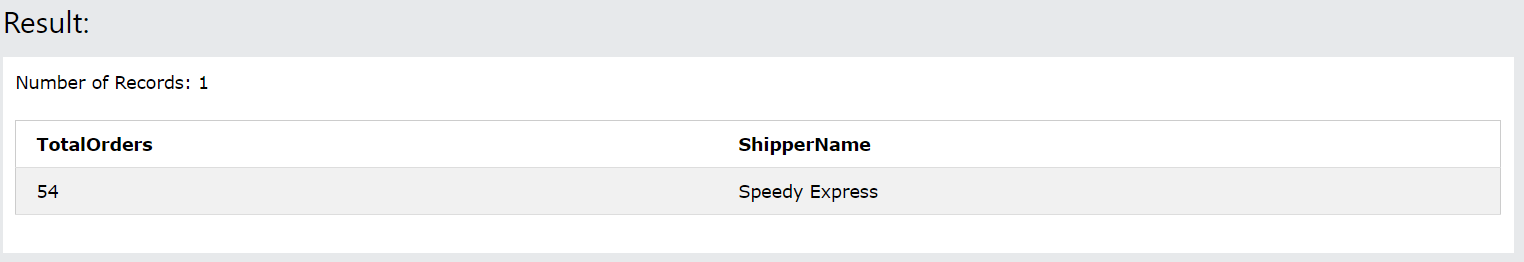 Result:
Number of Records: 1
TotalOrders ShipperName
54 Speedy Express